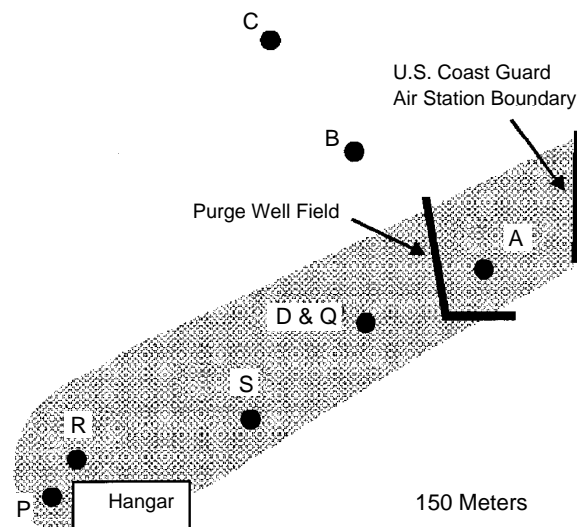 C
U.S. Coast Guard
Air Station Boundary
B
Purge Well Field
A
D & Q
S
R
P
Hangar
150 Meters